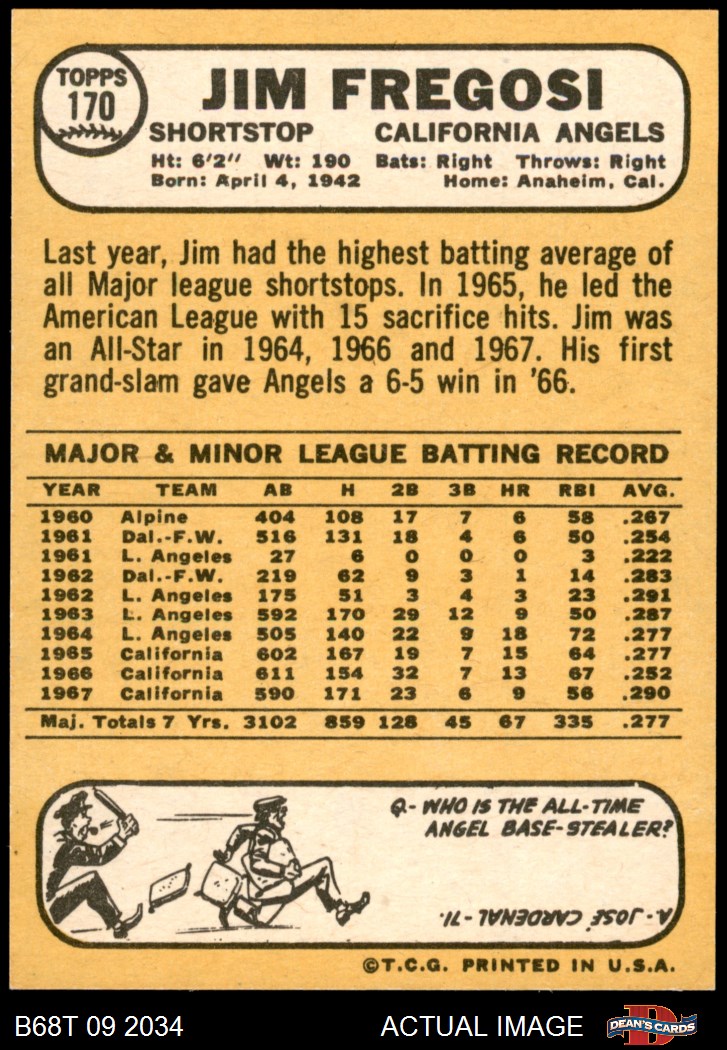 TOPPS
170
JIM FREGOSI
SHORTSTOP CALIFORNIA ANGELS
Ht: 6'2" Wt: 190 Bats: Right Throws: Right
Born: April 4, 1942 Home: Anaheim, Cal.
Last year, Jim had the highest batting average of
all Major league shortstops. In 1965, he led the
American League with 15 sacrifice hits. Jim was
an All-Star in 1964, 1966 and 1967. His first
grand-slam gave Angels a 6-5 win in '66.
MAJOR & MINOR LEAGUE BATTING RECORD
YEAR TEAM AB H 2B 3B HR RBI AVG.
1960 Alpine 404 108 17 7 6 58 .267
1961 Dal.-F.W. 516 131 18 4 6 50 .254
1961 L. Angeles 27 6 0 0 0 3 .222
1962 Dal.-F.W. 219 62 9 3 1 14 .283
1962 L. Angeles 175 51 3 4 3 23 .291
1963 L. Angeles 592 170 29 12 9 50 .287
1964 L. Angeles 505 140 22 9 18 72 .277
1965 California 602 167 19 7 15 64 .277
1966 California 611 154 32 7 13 67 .252
1967 California 590 171 23 6 9 56 .290
Maj. Totals 7 Yrs. 3102 859 128 45 67 335 .277
Q- WHO IS THE ALL-TIME
ANGEL BASE-STEALER?
A- JOSÉ CARDENAL - 71.
©T.C.G. PRINTED IN U.S.A.
B68T 09 2034 ACTUAL IMAGE DEAN'S CARDS